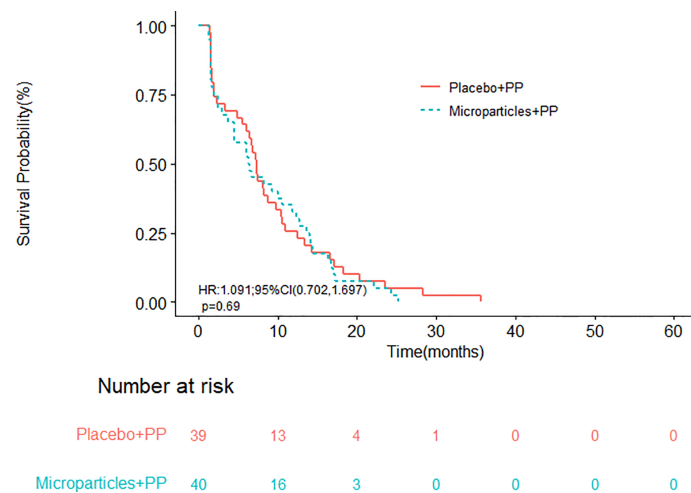 Survival Probability(%)
1.00
0.75
0.50
0.25
0.00
Placebo+PP
Microparticles+PP
HR:1.091;95%CI(0.702,1.697)
p=0.69
0 10 20 30 40 50 60
Time(months)
Number at risk
Placebo+PP 39 13 4 1 0 0 0
Microparticles+PP 40 16 3 0 0 0 0